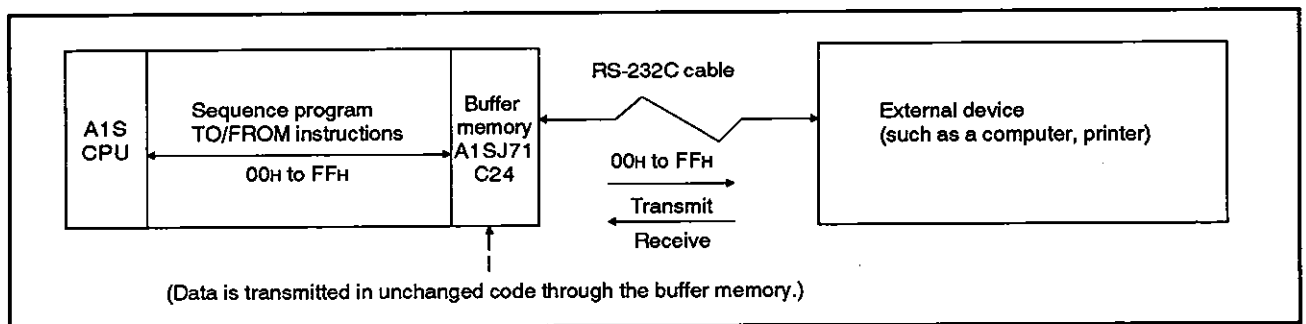 A1S
CPU
Sequence program
TO/FROM instructions
00H to FFH
Buffer
memory
A1SJ71
C24
RS-232C cable
00H to FFH
Transmit
Receive
External device
(such as a computer, printer)
(Data is transmitted in unchanged code through the buffer memory.)